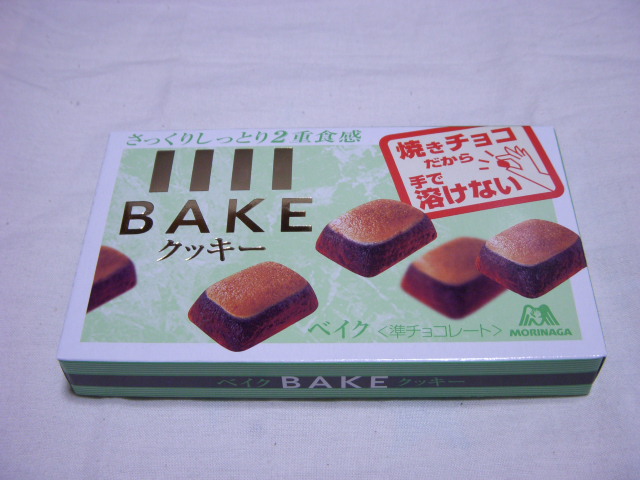 さっくりしっとり2重食感
BAKE
クッキー
焼きチョコ
だから
手で
溶けない
ベイク〈準チョコレート〉
MORINAGA
ベイク BAKE クッキー